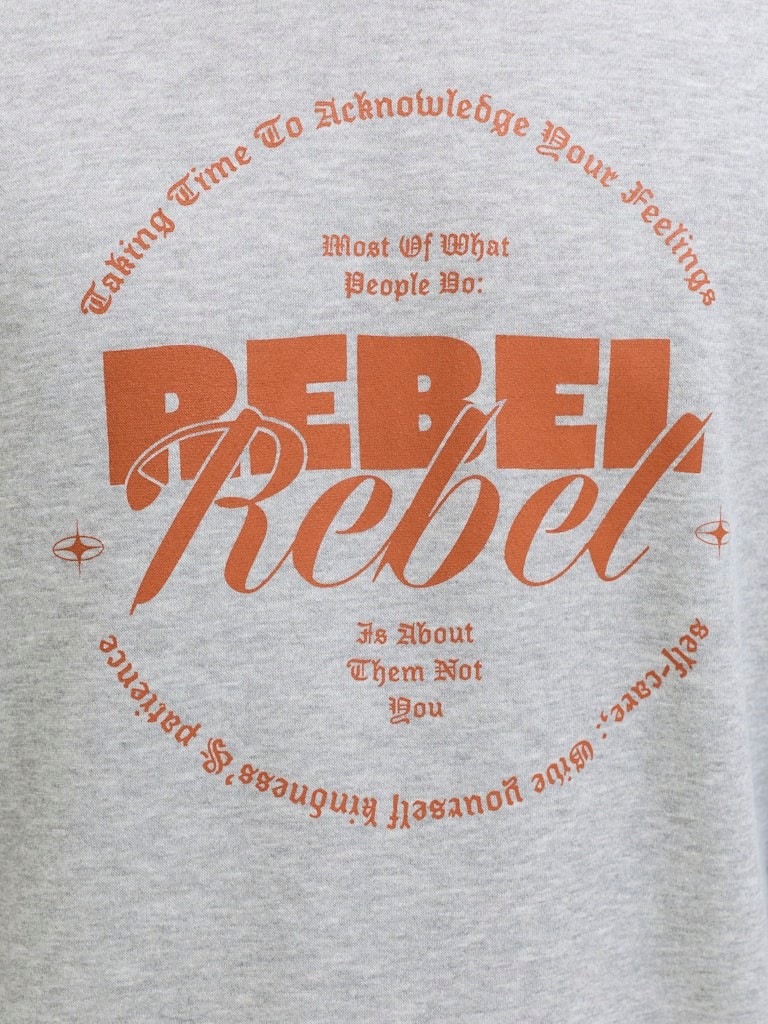 Taking Time To Acknowledge Your Feelings
Most Of What
People Do:
REBEL
Rebel
Is About
Them Not
You
self-care,: Give yourself kindness'& patience